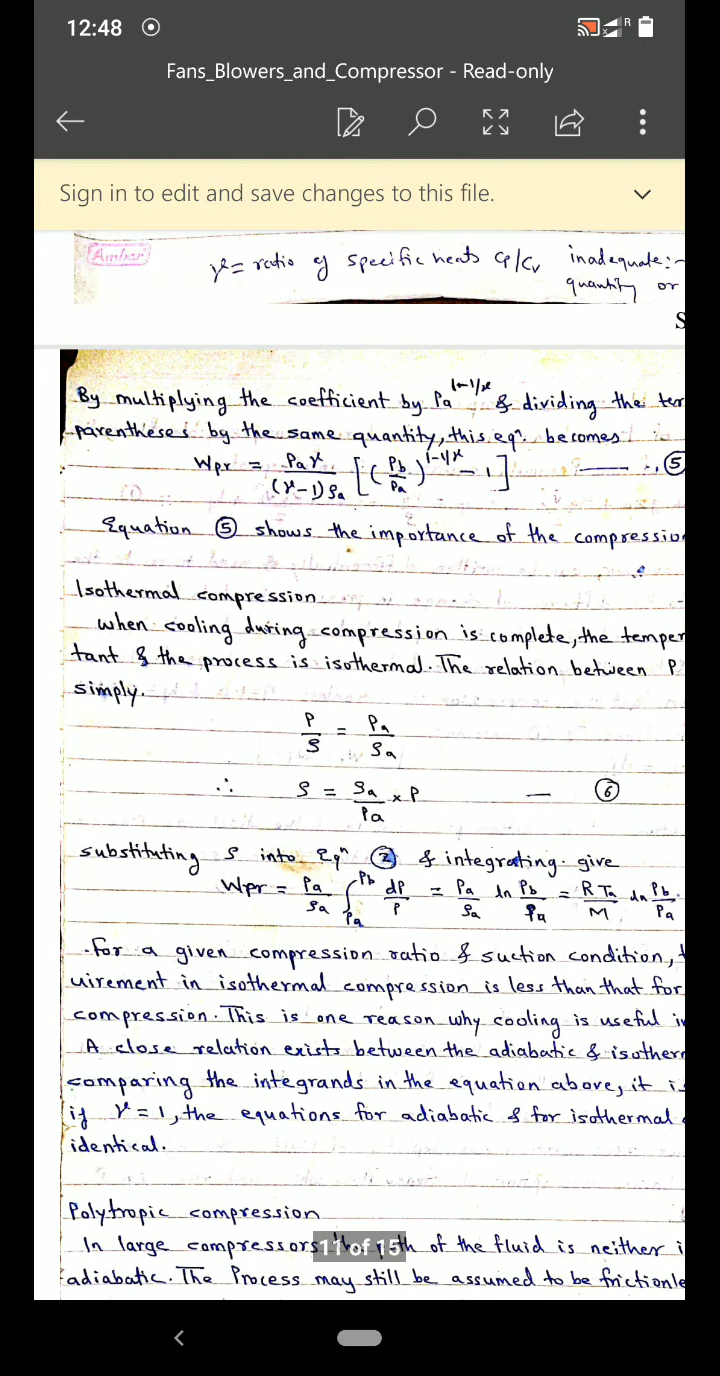 12:48
R
Fans_Blowers_and_Compressor - Read-only
Sign in to edit and save changes to this file.
Amber
γ = ratio of specific heats Cp/Cv
inadequate:-
quantity or
S
By multiplying the coefficient by Pa^(1-1/γ) & dividing the ter
parentheses by the same quantity, this eqn. becomes
Wpr = Paγ/(γ-1)ρa [(Pb/Pa)^(1-1/γ) - 1] — ⑤
Equation ⑤ shows the importance of the compression
Isothermal compression
when cooling during compression is complete, the temper
tant & the process is isothermal. The relation between P
simply.
P/ρ = Pa/ρa
∴ ρ = ρa/Pa × P — ⑥
substituting ρ into Eqn ② & integrating. give
Wpr = Pa/ρa ∫Pa^Pb dP/P = Pa/ρa ln Pb/Pa = RTa/M ln Pb/Pa.
For a given compression ratio & suction condition, t
uirement in isothermal compression is less than that for
compression. This is one reason why cooling is useful in
A close relation exists between the adiabatic & isotherm
comparing the integrands in the equation above, it is
if γ = 1, the equations for adiabatic & for isothermal c
identical.
Polytropic compression
In large compressors the path of the fluid is neither i
11 of 15
adiabatic. The Process may still be assumed to be frictionle